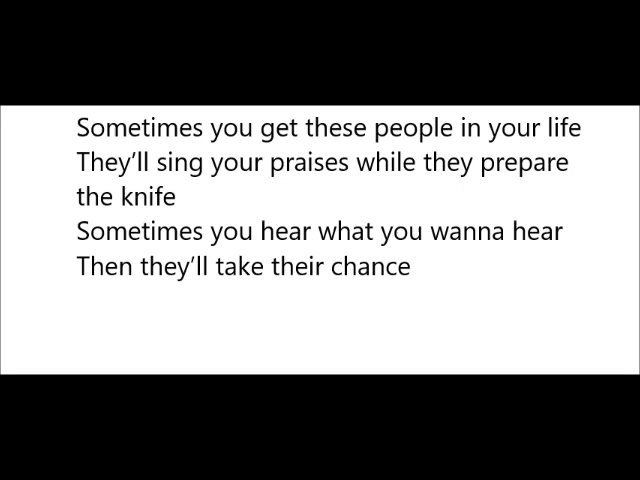 Sometimes you get these people in your life
They’ll sing your praises while they prepare
the knife
Sometimes you hear what you wanna hear
Then they’ll take their chance